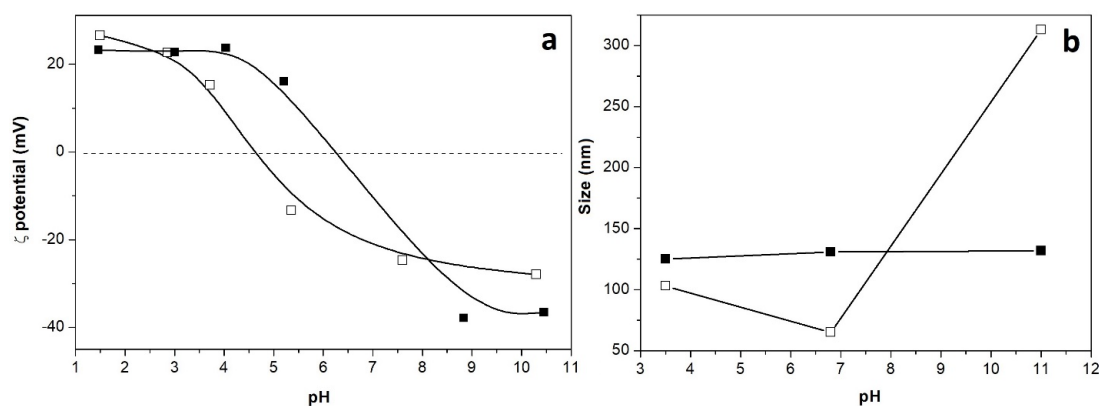 a
20
0
-20
-40
ζ potential (mV)
1 2 3 4 5 6 7 8 9 10 11
pH
b
300
250
200
150
100
50
Size (nm)
3 4 5 6 7 8 9 10 11 12
pH